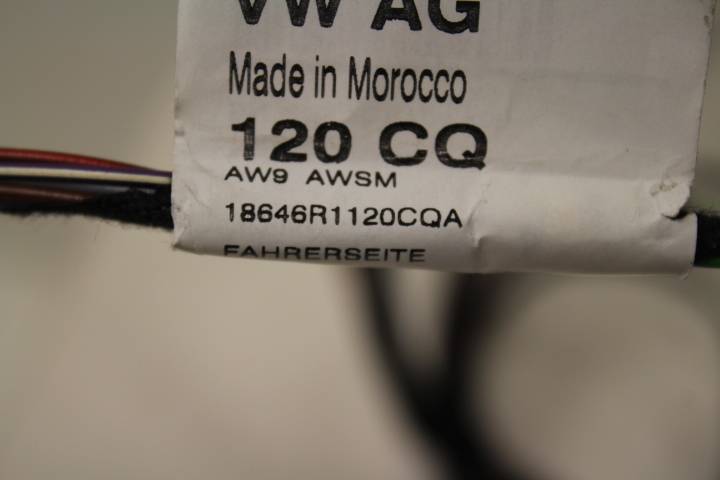 VW AG
Made in Morocco
120 CQ
AW9 AWSM
18646R1120CQA
FAHRERSEITE